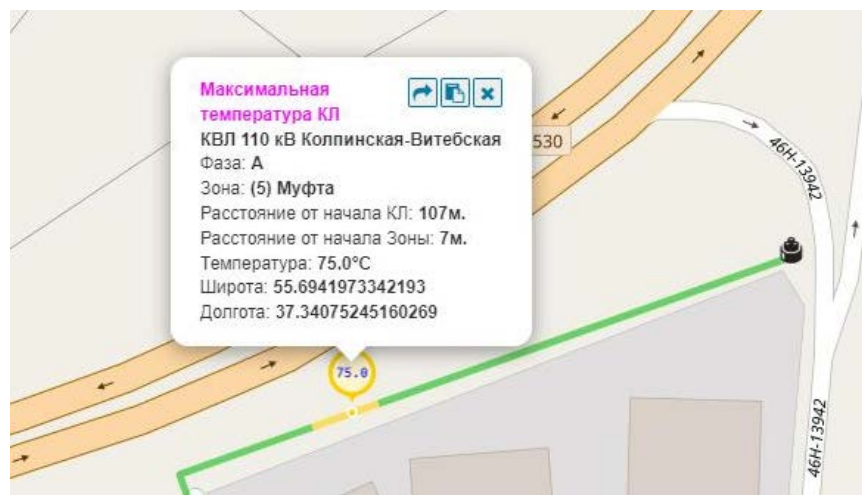 Максимальная
температура КЛ
КВЛ 110 кВ Колпинская-Витебская
Фаза: А
Зона: (5) Муфта
Расстояние от начала КЛ: 107м.
Расстояние от начала Зоны: 7м.
Температура: 75.0°C
Широта: 55.6941973342193
Долгота: 37.34075245160269
530
46Н-13942
75.0
46Н-13942